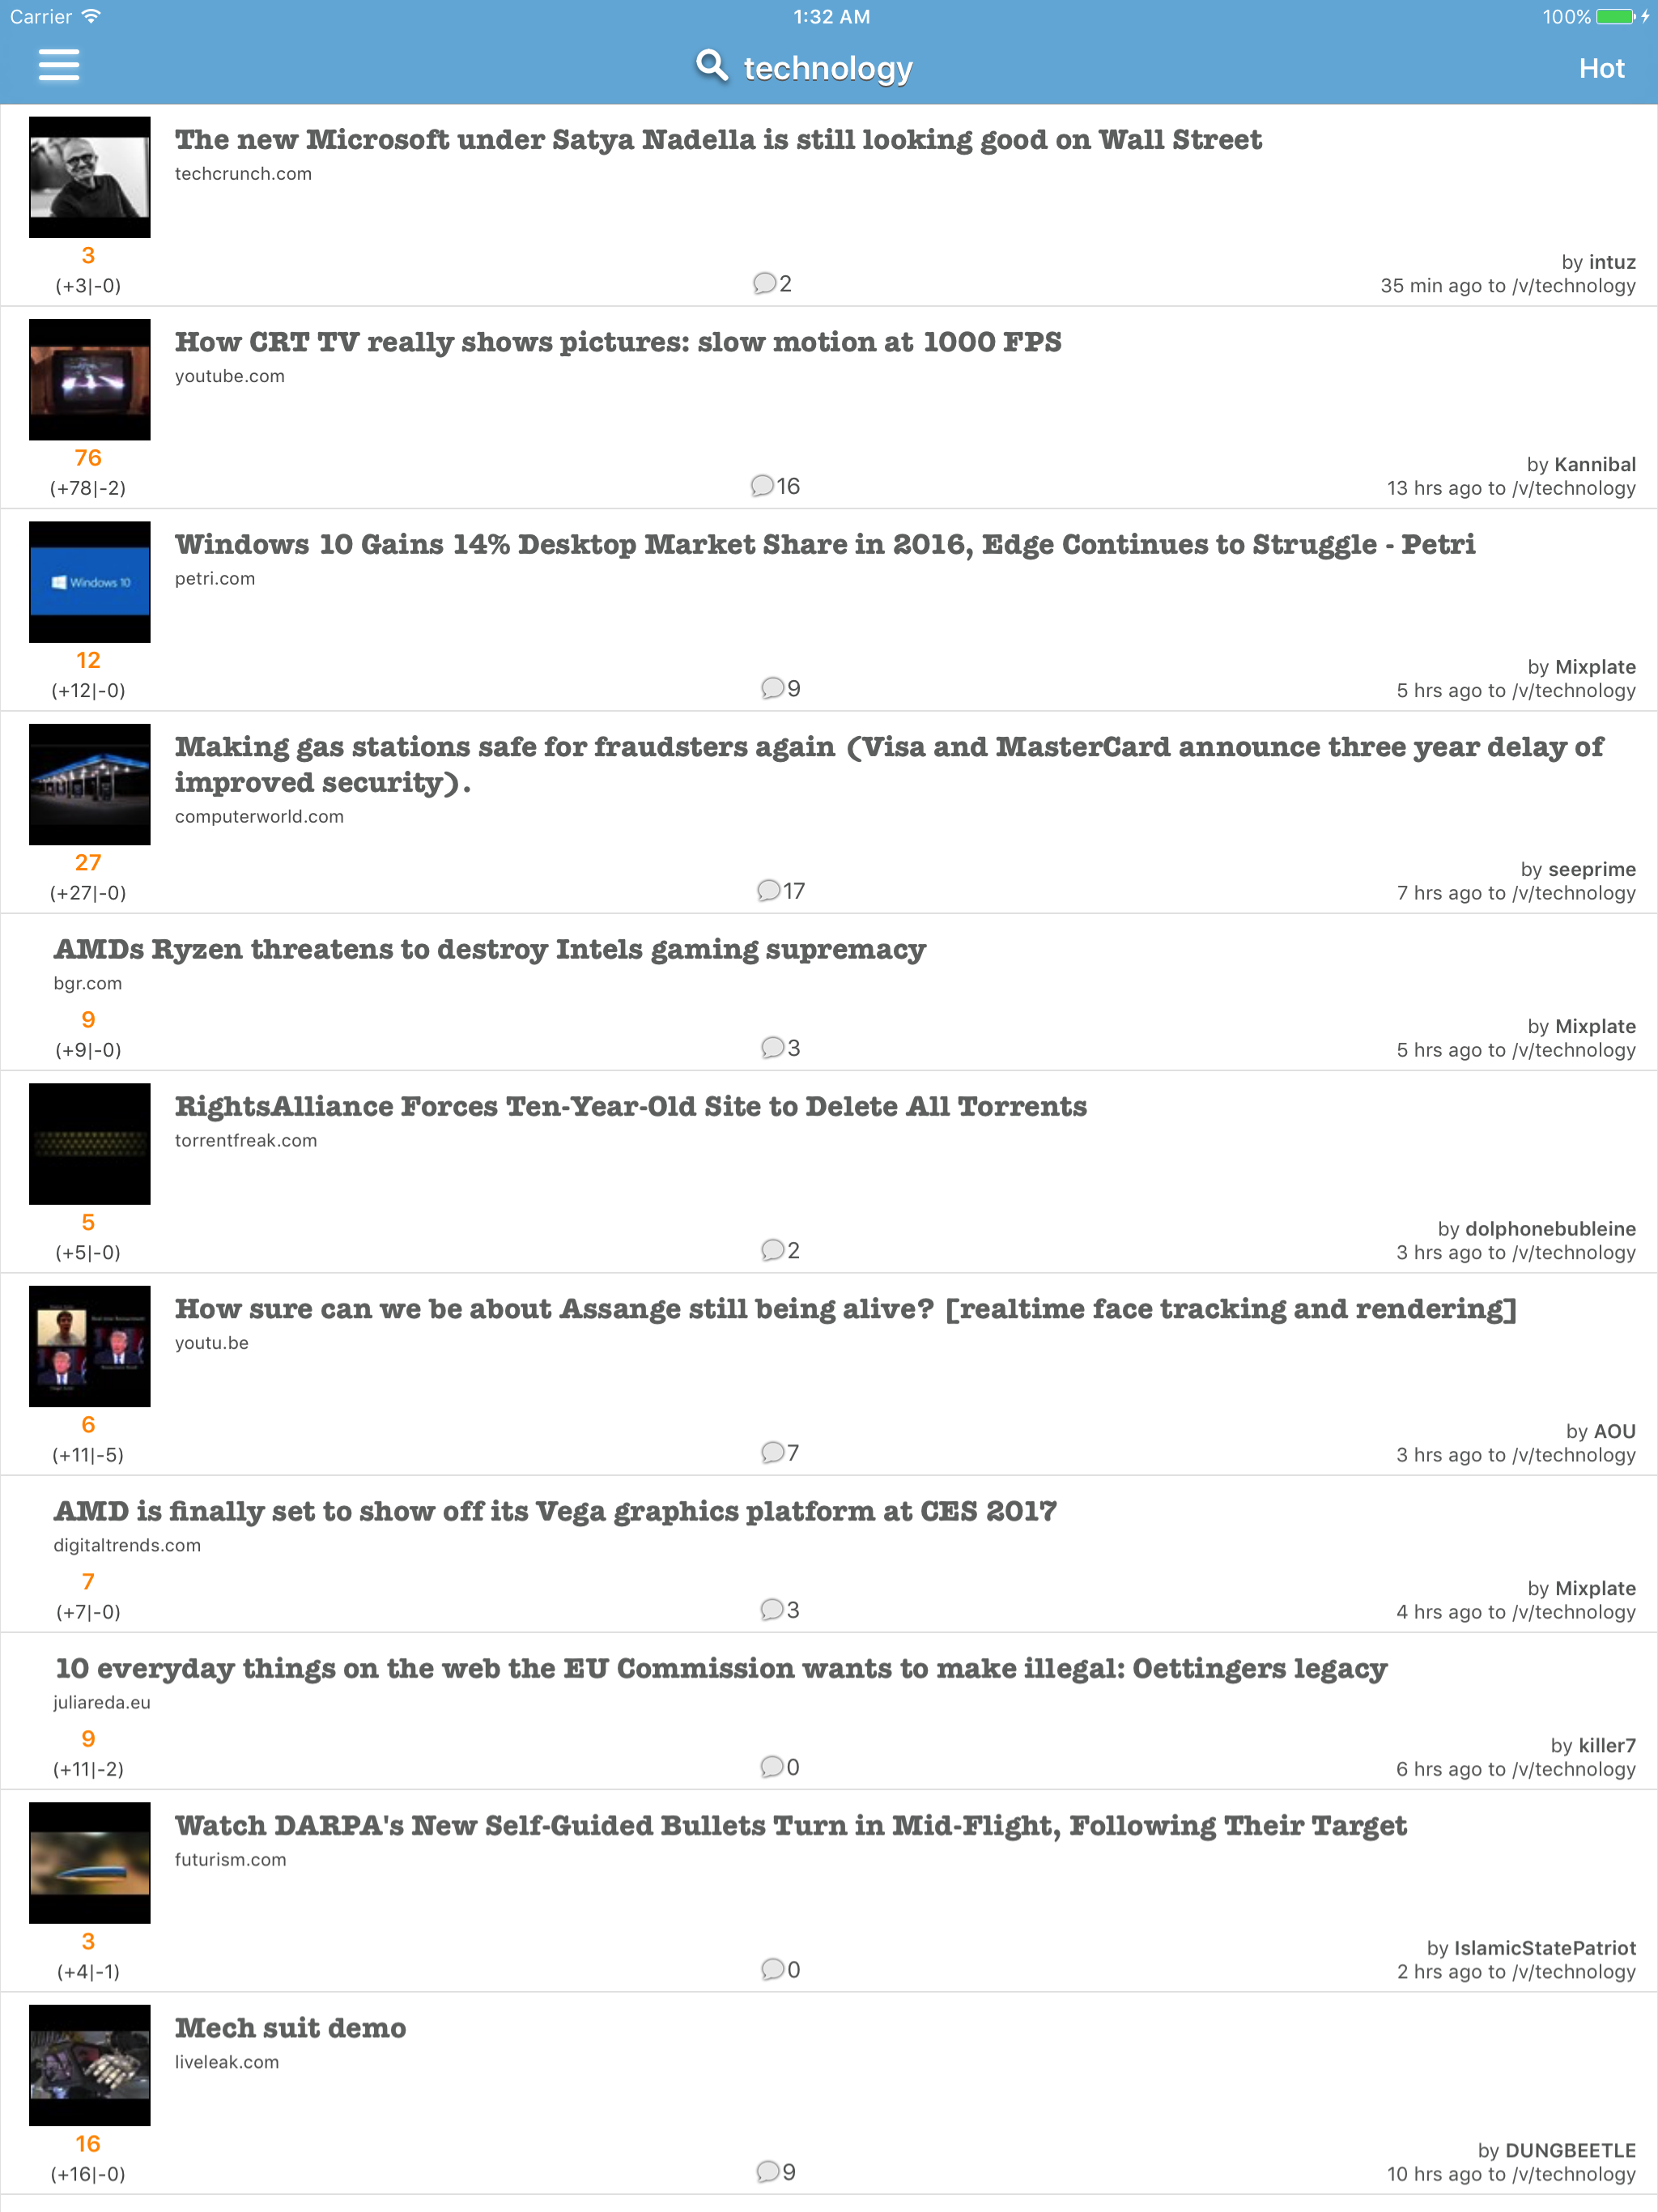 Carrier 1:32 AM 100%
technology Hot
The new Microsoft under Satya Nadella is still looking good on Wall Street
techcrunch.com
3
by intuz
(+3|-0) 2 35 min ago to /v/technology
How CRT TV really shows pictures: slow motion at 1000 FPS
youtube.com
76
by Kannibal
(+78|-2) 16 13 hrs ago to /v/technology
Windows 10 Gains 14% Desktop Market Share in 2016, Edge Continues to Struggle - Petri
petri.com
Windows 10
12
by Mixplate
(+12|-0) 9 5 hrs ago to /v/technology
Making gas stations safe for fraudsters again (Visa and MasterCard announce three year delay of
improved security).
computerworld.com
27
by seeprime
(+27|-0) 17 7 hrs ago to /v/technology
AMDs Ryzen threatens to destroy Intels gaming supremacy
bgr.com
9
by Mixplate
(+9|-0) 3 5 hrs ago to /v/technology
RightsAlliance Forces Ten-Year-Old Site to Delete All Torrents
torrentfreak.com
5
by dolphonebubleine
(+5|-0) 2 3 hrs ago to /v/technology
How sure can we be about Assange still being alive? [realtime face tracking and rendering]
youtu.be
6
by AOU
(+11|-5) 7 3 hrs ago to /v/technology
AMD is finally set to show off its Vega graphics platform at CES 2017
digitaltrends.com
7
by Mixplate
(+7|-0) 3 4 hrs ago to /v/technology
10 everyday things on the web the EU Commission wants to make illegal: Oettingers legacy
juliareda.eu
9
by killer7
(+11|-2) 0 6 hrs ago to /v/technology
Watch DARPA's New Self-Guided Bullets Turn in Mid-Flight, Following Their Target
futurism.com
3
by IslamicStatePatriot
(+4|-1) 0 2 hrs ago to /v/technology
Mech suit demo
liveleak.com
16
by DUNGBEETLE
(+16|-0) 9 10 hrs ago to /v/technology